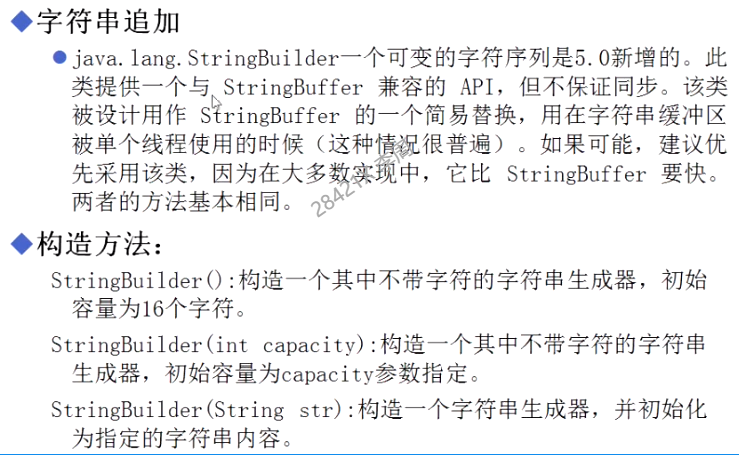 字符串追加
java.lang.StringBuilder一个可变的字符序列是5.0新增的。此
类提供一个与 StringBuffer 兼容的 API，但不保证同步。该类
被设计用作 StringBuffer 的一个简易替换，用在字符串缓冲区
被单个线程使用的时候（这种情况很普遍）。如果可能，建议优
先采用该类，因为在大多数实现中，它比 StringBuffer 要快。
两者的方法基本相同。
构造方法：
StringBuilder():构造一个其中不带字符的字符串生成器，初始
容量为16个字符。
StringBuilder(int capacity):构造一个其中不带字符的字符串
生成器，初始容量为capacity参数指定。
StringBuilder(String str):构造一个字符串生成器，并初始化
为指定的字符串内容。